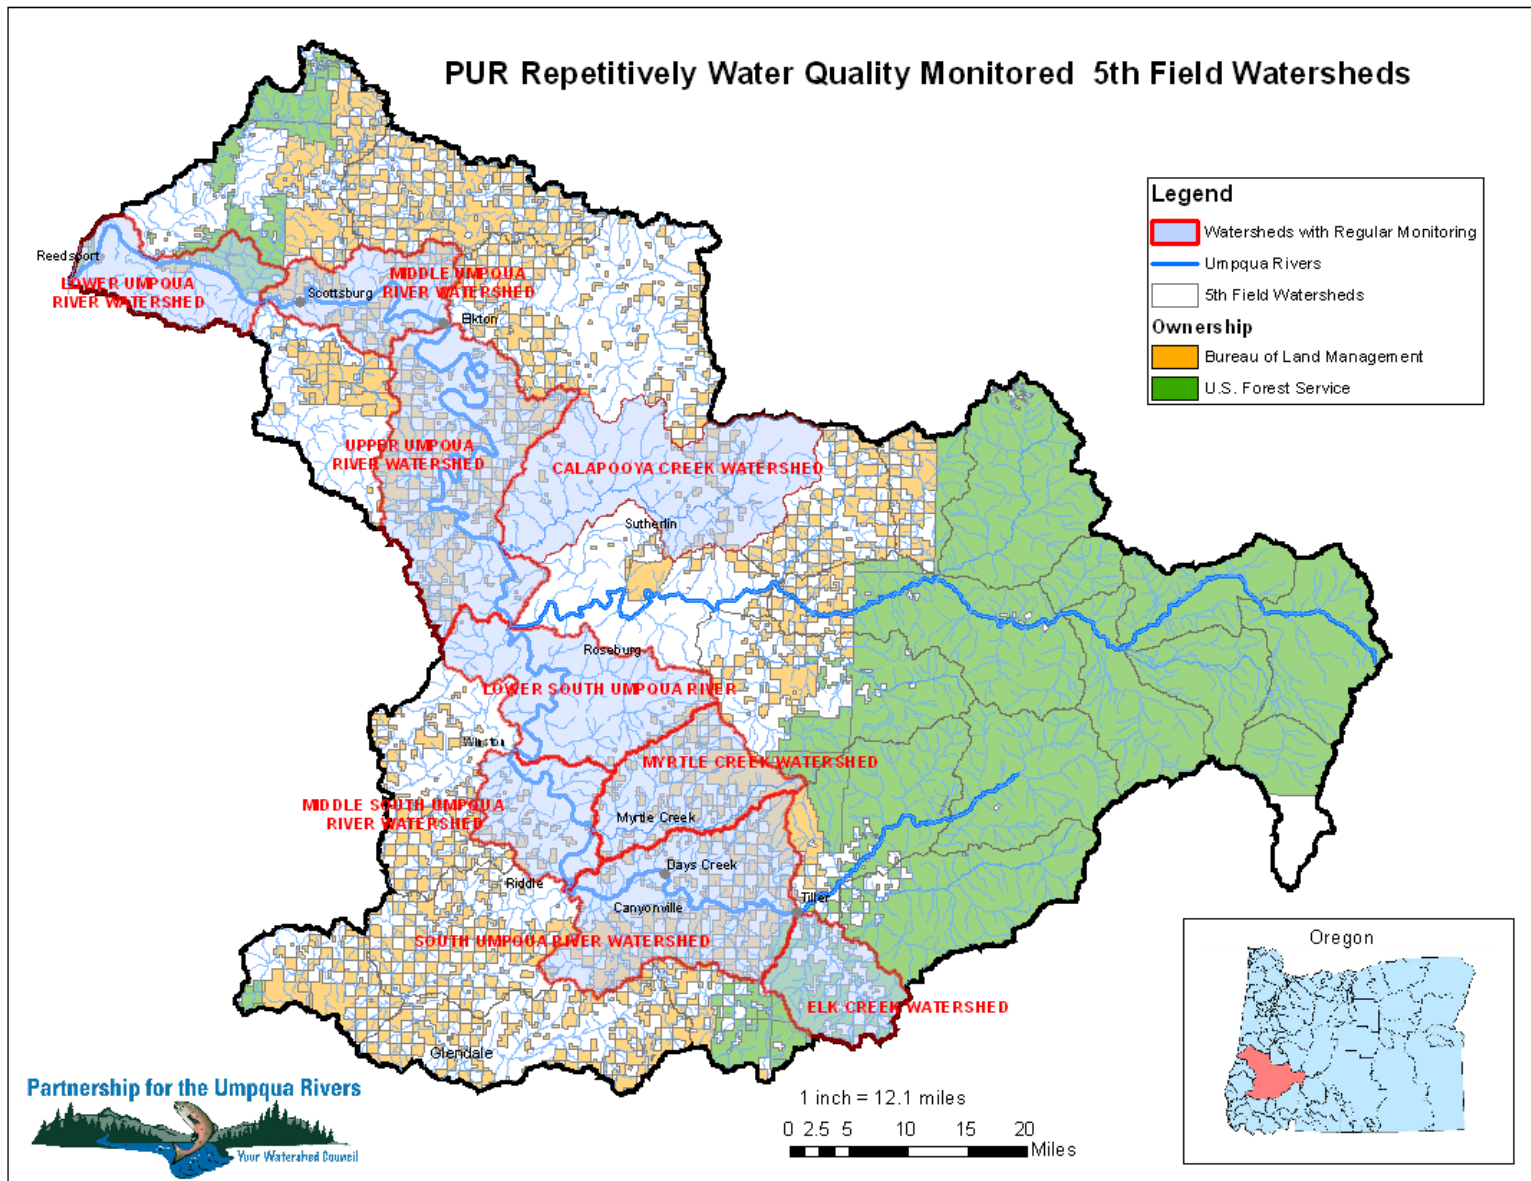 PUR Repetitively Water Quality Monitored 5th Field Watersheds
Legend
Watersheds with Regular Monitoring
Umpqua Rivers
5th Field Watersheds
Ownership
Bureau of Land Management
U.S. Forest Service
Reedsport
LOWER UMPQUA
RIVER WATERSHED
Scottsburg
MIDDLE UMPQUA
RIVER WATERSHED
Elkton
UPPER UMPQUA
RIVER WATERSHED
CALAPOOYA CREEK WATERSHED
Sutherlin
Roseburg
LOWER SOUTH UMPQUA RIVER
Winston
MYRTLE CREEK WATERSHED
MIDDLE SOUTH UMPQUA
RIVER WATERSHED
Myrtle Creek
Days Creek
Riddle
Canyonville
Tiller
SOUTH UMPQUA RIVER WATERSHED
ELK CREEK WATERSHED
Glendale
Partnership for the Umpqua Rivers
Your Watershed Council
1 inch = 12.1 miles
0 2.5 5 10 15 20
Miles
Oregon